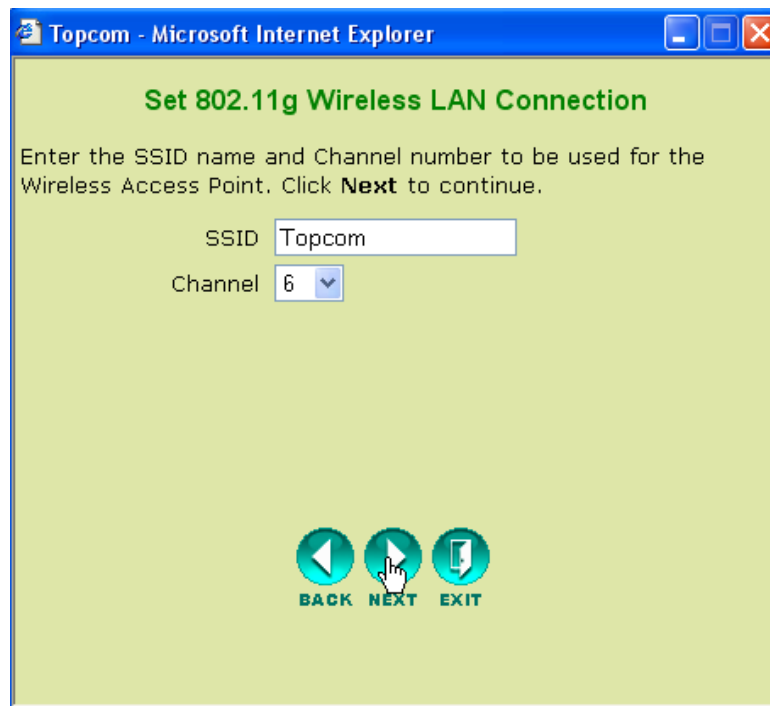 Topcom - Microsoft Internet Explorer
Set 802.11g Wireless LAN Connection
Enter the SSID name and Channel number to be used for the
Wireless Access Point. Click Next to continue.
SSID Topcom
Channel 6
BACK NEXT EXIT